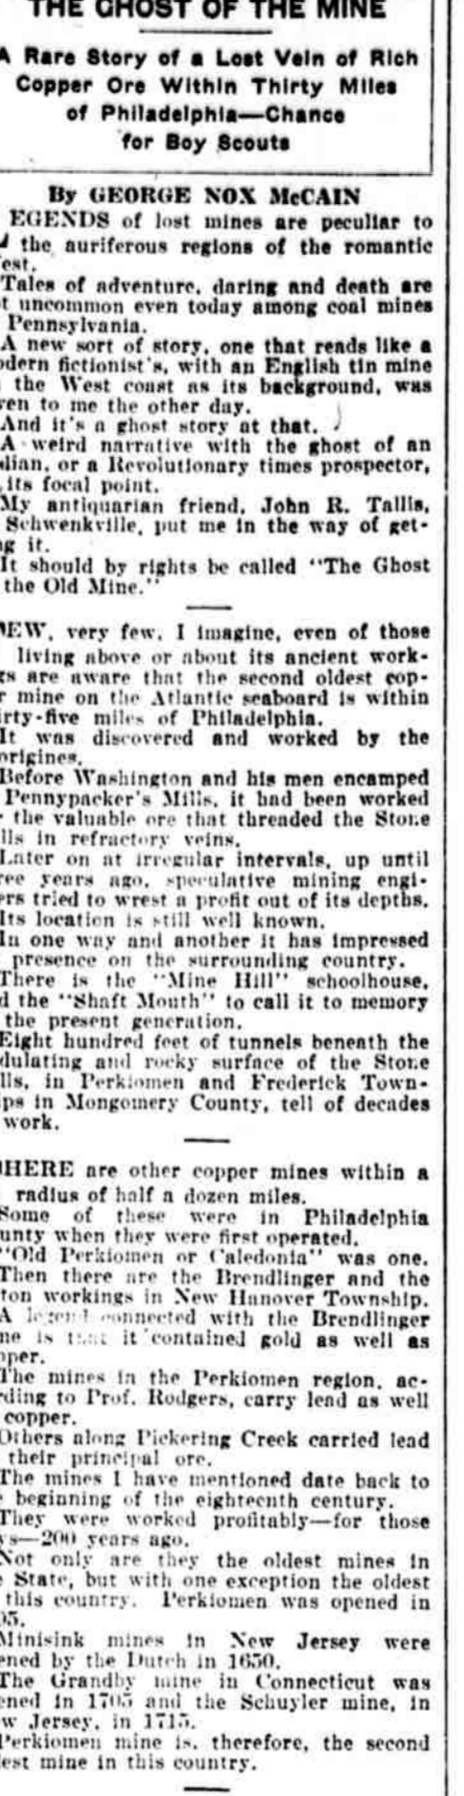 THE GHOST OF THE MINE
A Rare Story of a Lost Vein of Rich
Copper Ore Within Thirty Miles
of Philadelphia—Chance
for Boy Scouts
By GEORGE NOX McCAIN
EGENDS of lost mines are peculiar to
the auriferous regions of the romantic
est.
Tales of adventure, daring and death are
t uncommon even today among coal mines
Pennsylvania.
A new sort of story, one that reads like a
odern fictionist's, with an English tin mine
the West coast as its background, was
ven to me the other day.
And it's a ghost story at that.
A weird narrative with the ghost of an
dian, or a Revolutionary times prospector,
its focal point.
My antiquarian friend, John R. Tallis,
Schwenkville, put me in the way of get-
g it.
It should by rights be called "The Ghost
the Old Mine."
EW, very few, I imagine, even of those
living above or about its ancient work-
gs are aware that the second oldest cop-
r mine on the Atlantic seaboard is within
irty-five miles of Philadelphia.
It was discovered and worked by the
origines.
Before Washington and his men encamped
Pennypacker's Mills, it had been worked
the valuable ore that threaded the Stone
lls in refractory veins.
Later on at irregular intervals, up until
ree years ago, speculative mining engi-
ers tried to wrest a profit out of its depths.
Its location is still well known.
In one way and another it has impressed
presence on the surrounding country.
There is the "Mine Hill" schoolhouse,
d the "Shaft Mouth" to call it to memory
the present generation.
Eight hundred feet of tunnels beneath the
dulating and rocky surface of the Stone
lls, in Perkiomen and Frederick Town-
ips in Mongomery County, tell of decades
work.
HERE are other copper mines within a
radius of half a dozen miles.
Some of these were in Philadelphia
unty when they were first operated.
"Old Perkiomen or Caledonia" was one.
Then there are the Brendlinger and the
ton workings in New Hanover Township.
A legend connected with the Brendlinger
ne is that it contained gold as well as
pper.
The mines in the Perkiomen region, ac-
rding to Prof. Rodgers, carry lead as well
copper.
Others along Pickering Creek carried lead
their principal ore.
The mines I have mentioned date back to
e beginning of the eighteenth century.
They were worked profitably—for those
ys—200 years ago.
Not only are they the oldest mines in
e State, but with one exception the oldest
this country. Perkiomen was opened in
05.
Minisink mines in New Jersey were
ened by the Dutch in 1650.
The Grandby mine in Connecticut was
ened in 1705 and the Schuyler mine, in
w Jersey, in 1715.
Perkiomen mine is, therefore, the second
est mine in this country.